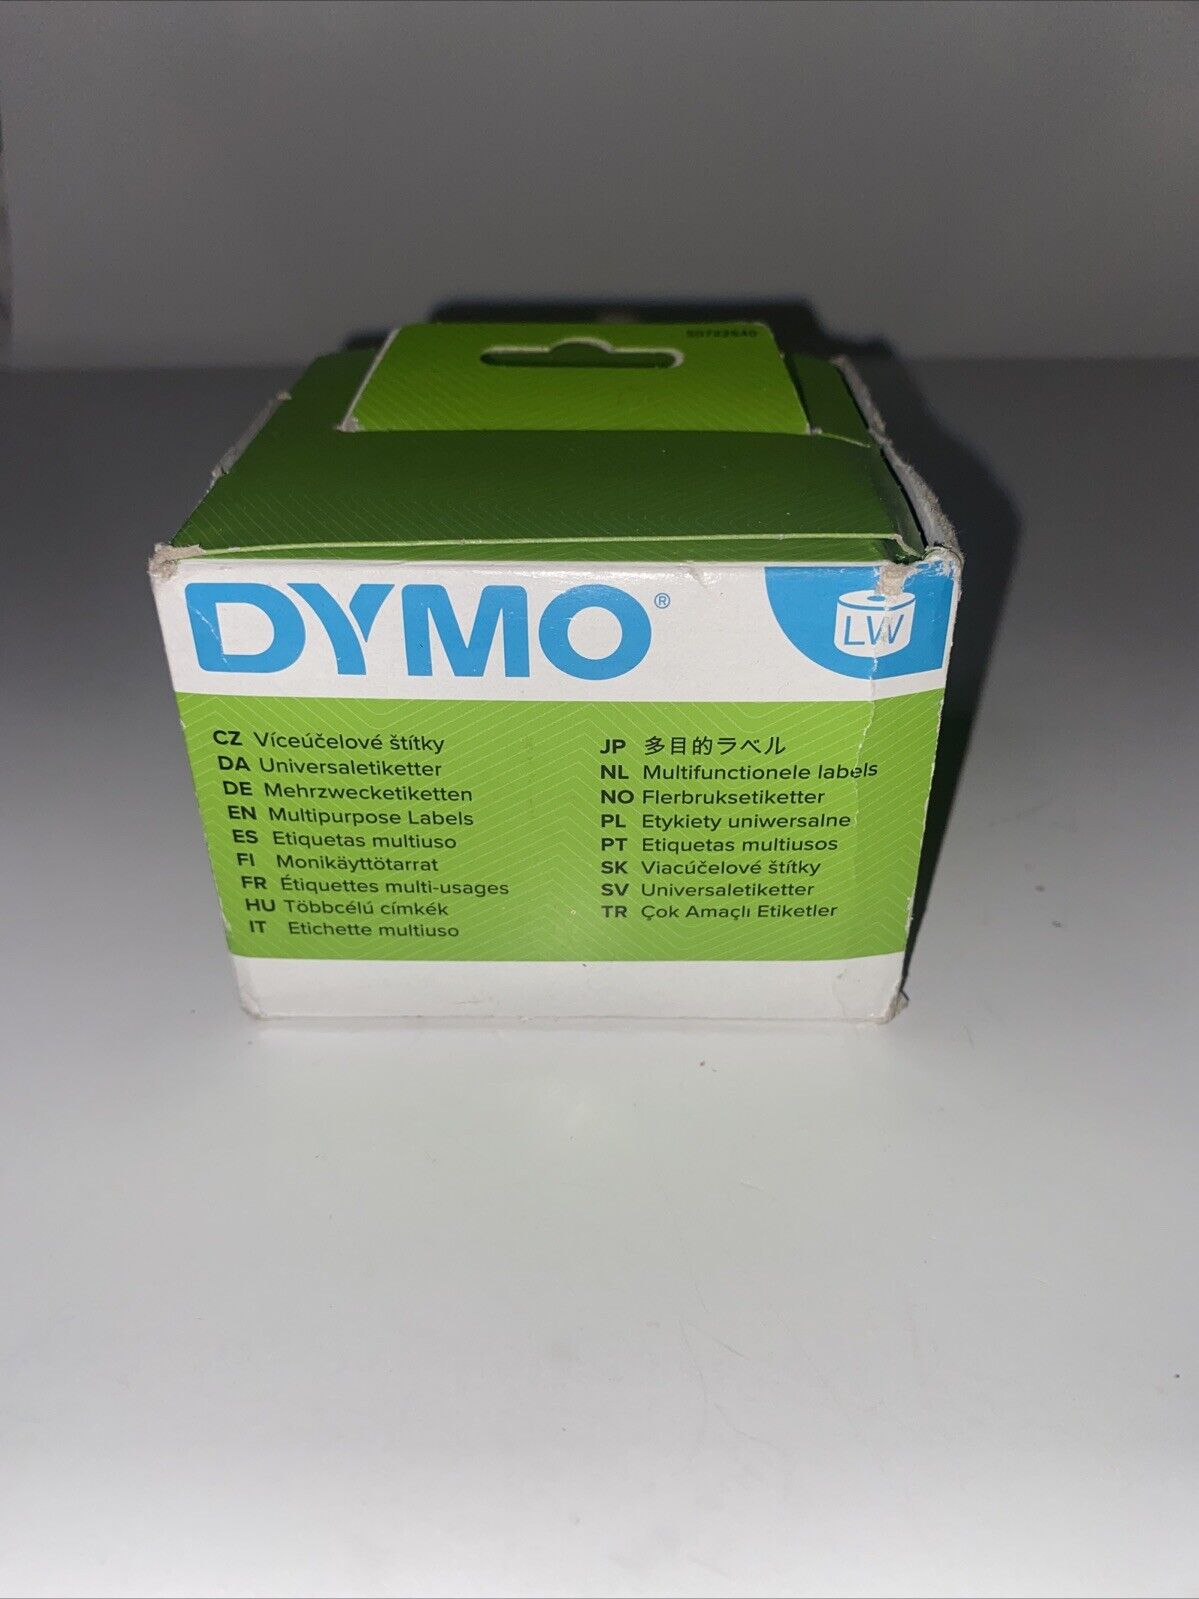 DYMO®
LW
CZ Víceúčelové štítky
DA Universaletiketter
DE Mehrzwecketiketten
EN Multipurpose Labels
ES Etiquetas multiuso
FI Monikäyttötarrat
FR Étiquettes multi-usages
HU Többcélú címkék
IT Etichette multiuso
JP 多目的ラベル
NL Multifunctionele labels
NO Flerbruksetiketter
PL Etykiety uniwersalne
PT Etiquetas multiusos
SK Viacúčelové štítky
SV Universaletiketter
TR Çok Amaçlı Etiketler